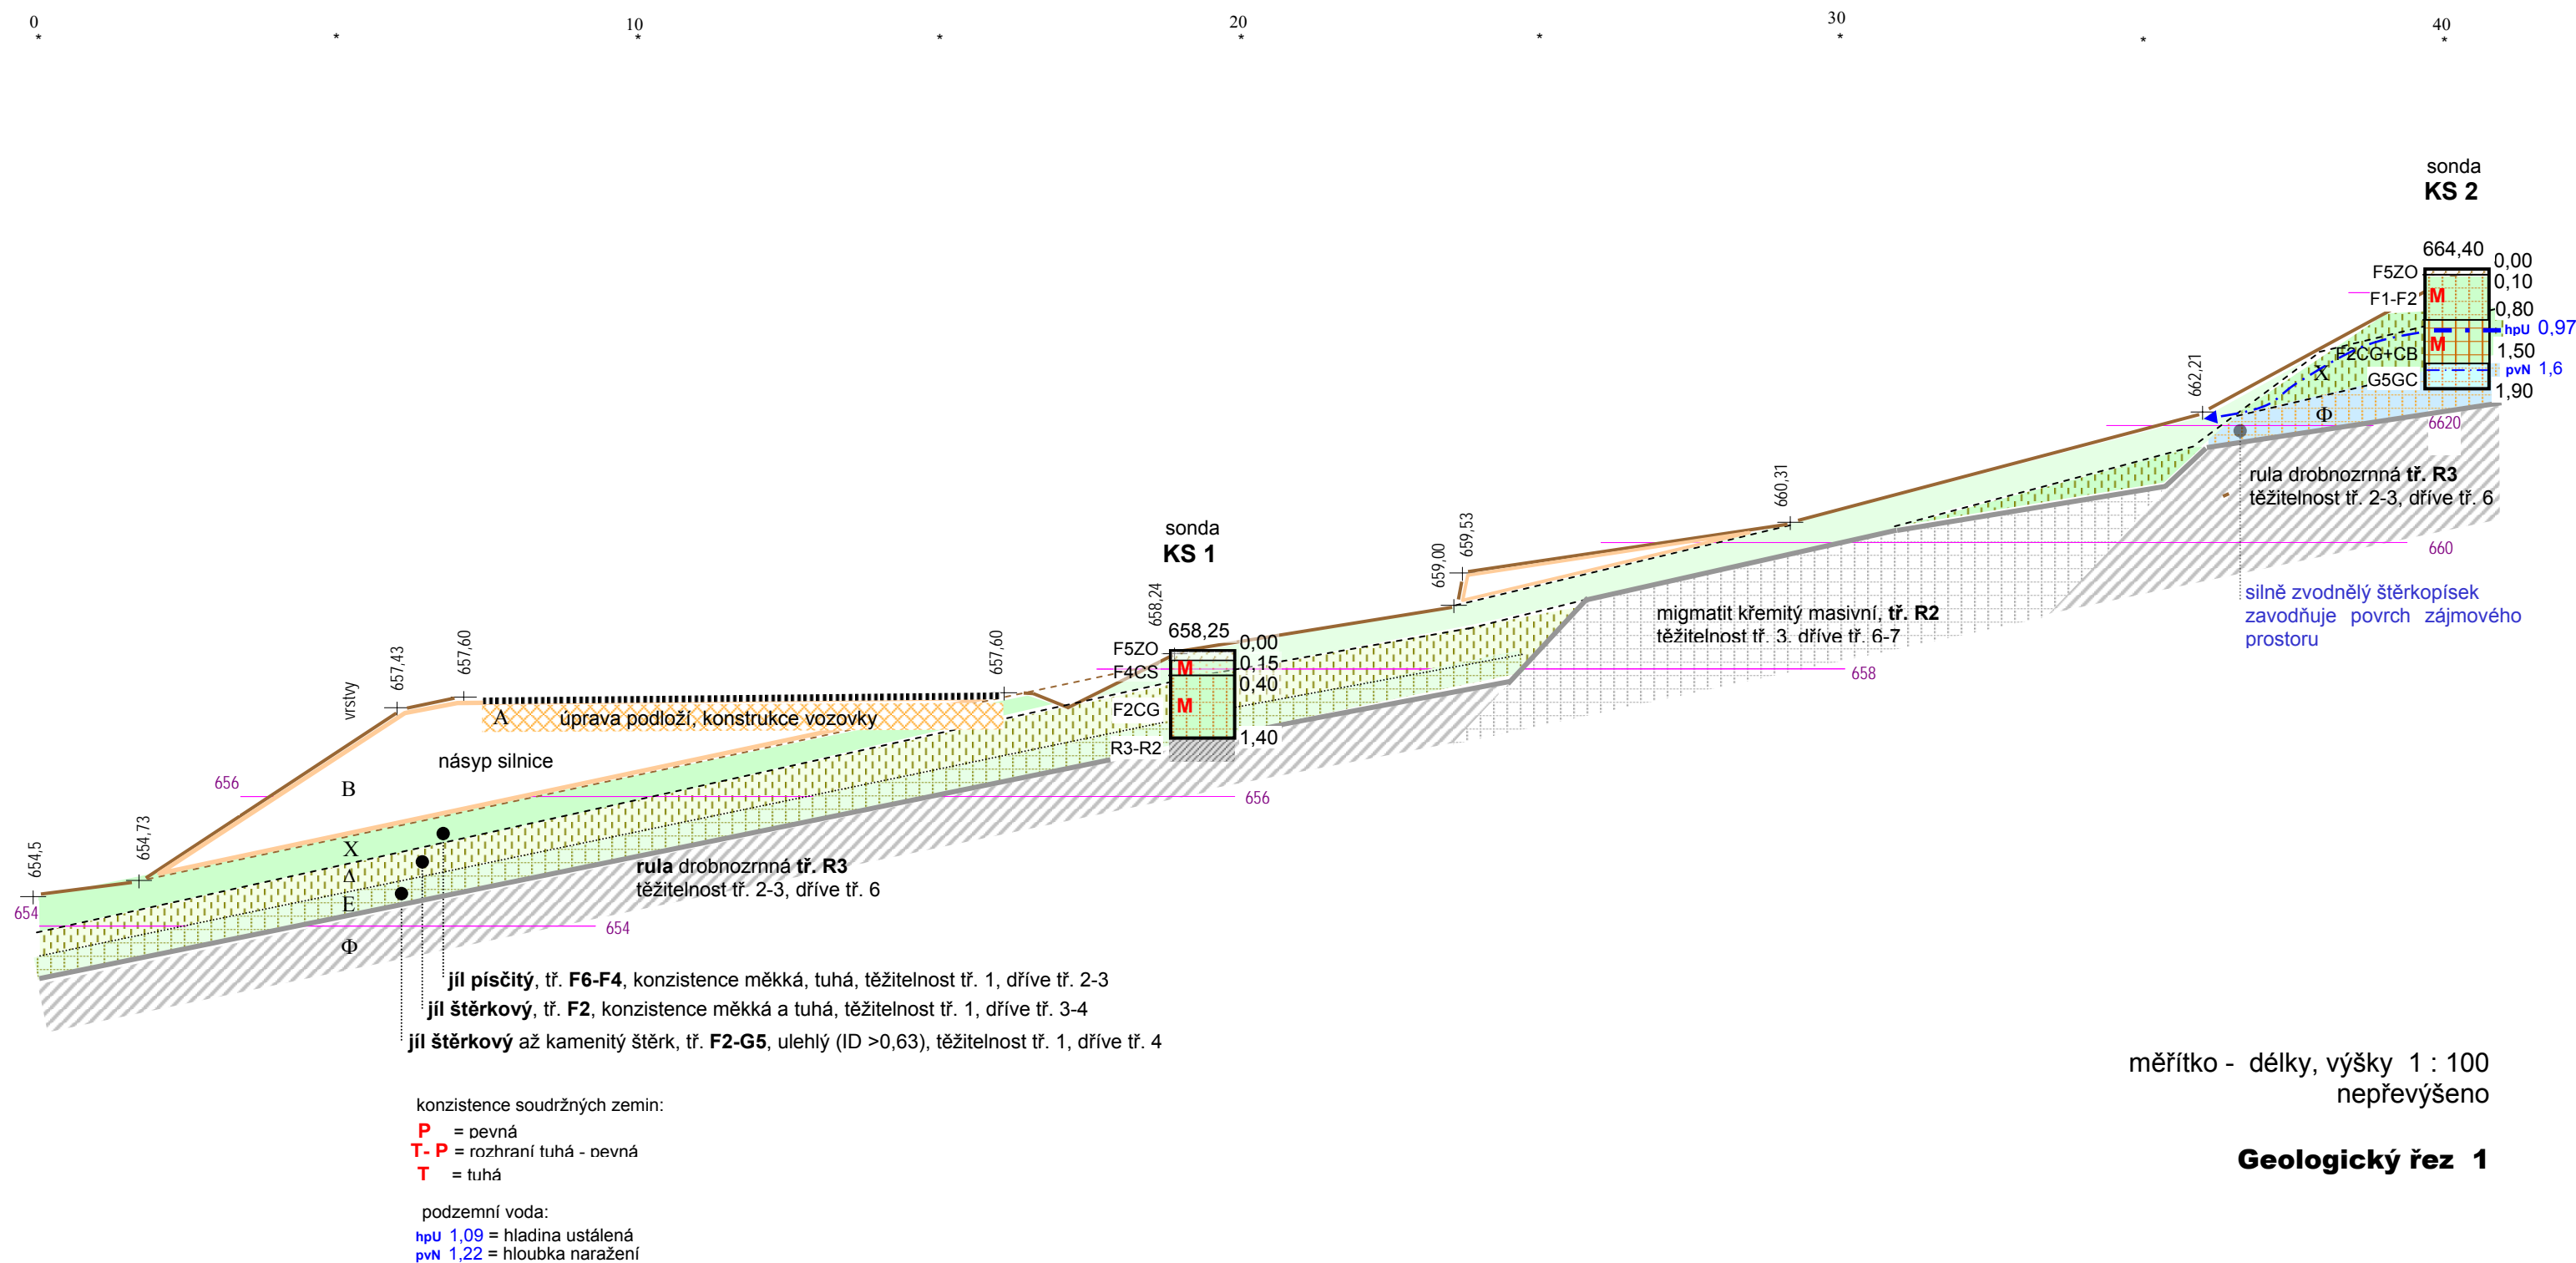 0
10
20
30
40
* * * * * * * * *
sonda
KS 2
664,40
0,00
F5ZO
0,10
F1-F2
M
0,80
hpU 0,97
M
F2CG+CB
1,50
pvN 1,6
G5GC
1,90
X
Φ
662,21
6620
rula drobnozrnná tř. R3
těžitelnost tř. 2-3, dříve tř. 6
660,31
sonda
KS 1
659,53
659,00
660
silně zvodnělý štěrkopísek
zavodňuje povrch zájmového
prostoru
migmatit křemitý masivní, tř. R2
těžitelnost tř. 3, dříve tř. 6-7
658,24
658,25
0,00
F5ZO
0,15
F4CS
M
0,40
M
F2CG
1,40
R3-R2
658
657,43
657,60
657,60
vrstvy
A
úprava podloží, konstrukce vozovky
násyp silnice
656
B
656
654,5
654,73
X
Δ
E
Φ
rula drobnozrnná tř. R3
těžitelnost tř. 2-3, dříve tř. 6
654
654
jíl písčitý, tř. F6-F4, konzistence měkká, tuhá, těžitelnost tř. 1, dříve tř. 2-3
jíl štěrkový, tř. F2, konzistence měkká a tuhá, těžitelnost tř. 1, dříve tř. 3-4
jíl štěrkový až kamenitý štěrk, tř. F2-G5, ulehlý (ID >0,63), těžitelnost tř. 1, dříve tř. 4
měřítko - délky, výšky 1 : 100
nepřevýšeno
Geologický řez 1
konzistence soudržných zemin:
P = pevná
T- P = rozhraní tuhá - pevná
T = tuhá
podzemní voda:
hpU 1,09 = hladina ustálená
pvN 1,22 = hloubka naražení